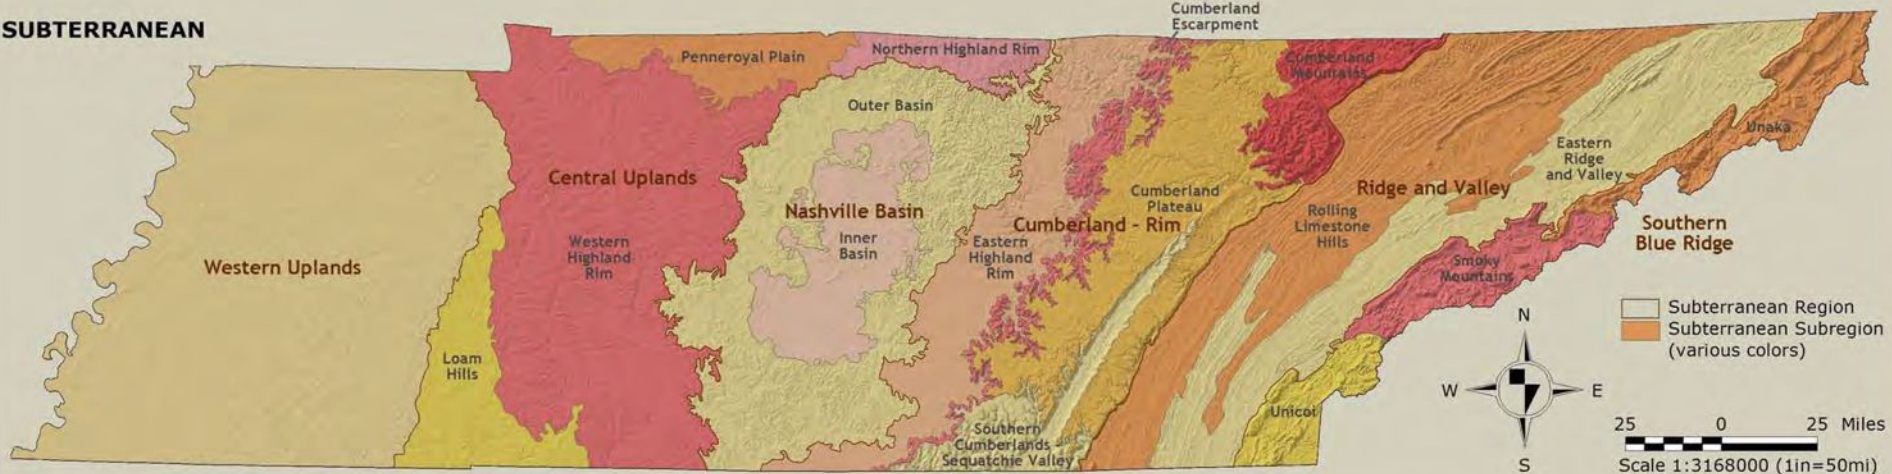 SUBTERRANEAN
Cumberland
Escarpment
Penneroyal Plain
Northern Highland Rim
Cumberland
Mountains
Outer Basin
Unaka
Eastern
Ridge
and Valley
Central Uplands
Ridge and Valley
Cumberland
Plateau
Nashville Basin
Cumberland - Rim
Rolling
Limestone
Hills
Southern
Blue Ridge
Inner
Basin
Western
Highland
Rim
Eastern
Highland
Rim
Western Uplands
Smoky
Mountains
Subterranean Region
Subterranean Subregion
(various colors)
Loam
Hills
N
W
E
S
Unicoi
Southern
Cumberlands -
Sequatchie Valley
25 0 25 Miles
Scale 1:3168000 (1in=50mi)